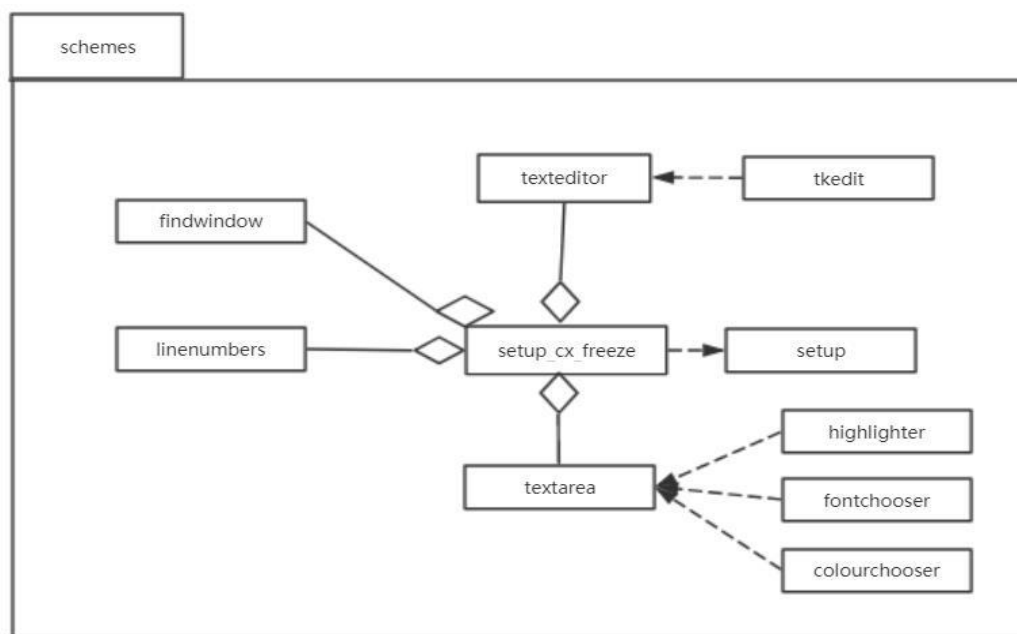 schemes
texteditor
tkedit
findwindow
linenumbers
setup_cx_freeze
setup
highlighter
textarea
fontchooser
colourchooser